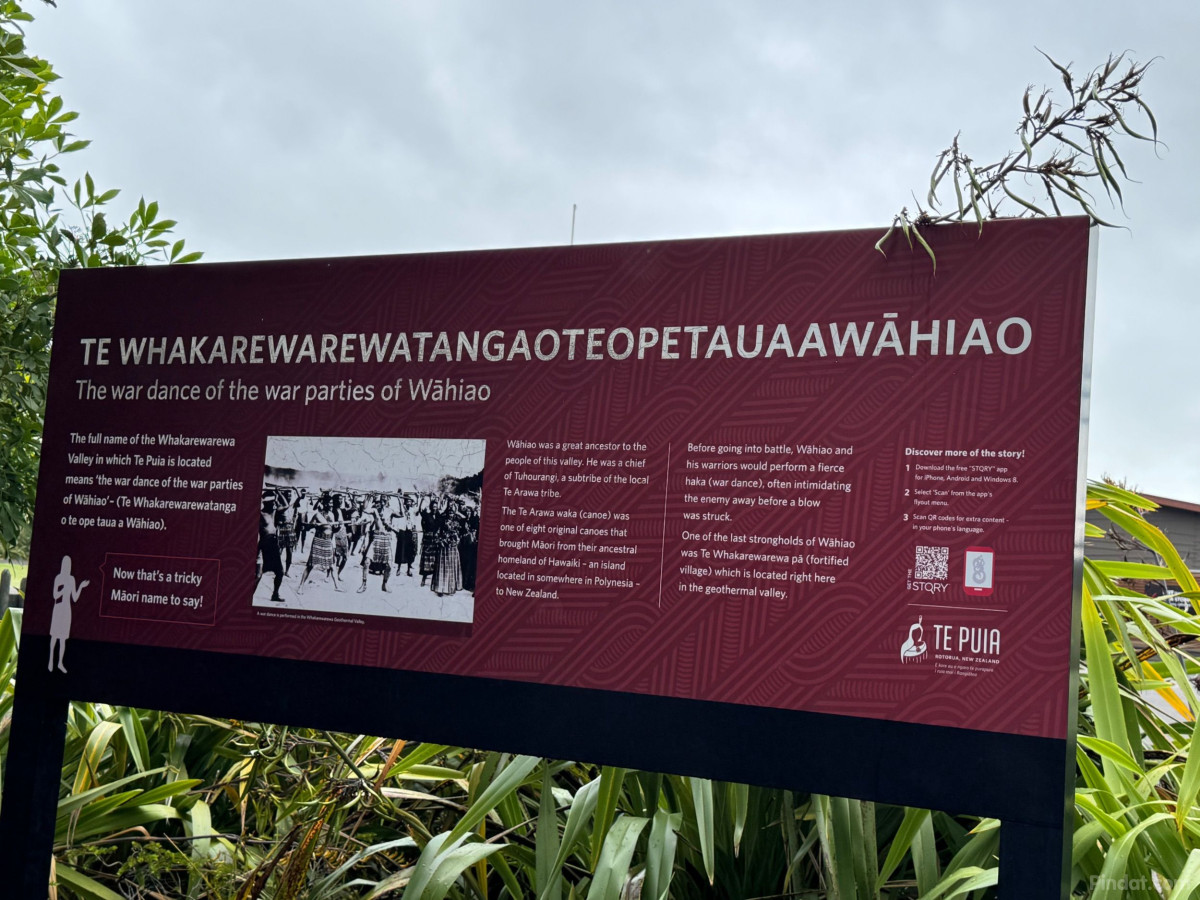 TE WHAKAREWAREWATANGAOTEOPETAUAAWĀHIAO
The war dance of the war parties of Wāhiao
The full name of the Whakarewarewa
Valley in which Te Puia is located
means 'the war dance of the war parties
of Wāhiao'– (Te Whakarewarewatanga
o te ope taua a Wāhiao).
Now that's a tricky
Māori name to say!
A war dance is performed in the Whakarewarewa Geothermal Valley.
Wāhiao was a great ancestor to the
people of this valley. He was a chief
of Tuhourangi, a subtribe of the local
Te Arawa tribe.
The Te Arawa waka (canoe) was
one of eight original canoes that
brought Māori from their ancestral
homeland of Hawaiki – an island
located in somewhere in Polynesia –
to New Zealand.
Before going into battle, Wāhiao and
his warriors would perform a fierce
haka (war dance), often intimidating
the enemy away before a blow
was struck.
One of the last strongholds of Wāhiao
was Te Whakarewarewa pā (fortified
village) which is located right here
in the geothermal valley.
Discover more of the story!
1 Download the free "STQRY" app
for iPhone, Android and Windows 8.
2 Select 'Scan' from the app's
flyout menu.
3 Scan QR codes for extra content -
in your phone's language.
STQRY
TE PUIA
ROTORUA, NEW ZEALAND